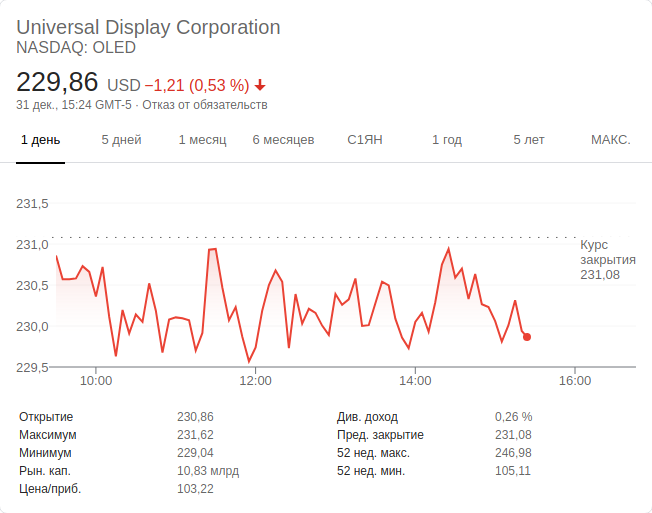 Universal Display Corporation
NASDAQ: OLED
229,86 USD −1,21 (0,53 %)
31 дек., 15:24 GMT-5 · Отказ от обязательств
1 день 5 дней 1 месяц 6 месяцев С1ЯН 1 год 5 лет МАКС.
231,5
231,0
230,5
230,0
229,5
Курс
закрытия
231,08
10:00 12:00 14:00 16:00
Открытие 230,86 Див. доход 0,26 %
Максимум 231,62 Пред. закрытие 231,08
Минимум 229,04 52 нед. макс. 246,98
Рын. кап. 10,83 млрд 52 нед. мин. 105,11
Цена/приб. 103,22